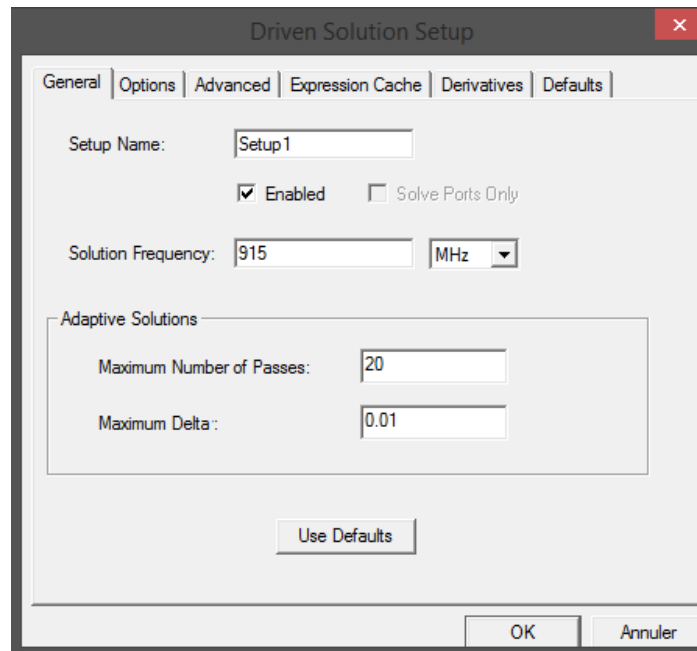 Driven Solution Setup
General Options Advanced Expression Cache Derivatives Defaults
Setup Name: Setup1
Enabled Solve Ports Only
Solution Frequency: 915 MHz
Adaptive Solutions
Maximum Number of Passes: 20
Maximum Delta : 0.01
Use Defaults
OK Annuler